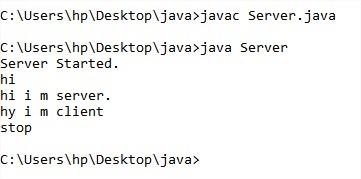 C:\Users\hp\Desktop\java>javac Server.java
C:\Users\hp\Desktop\java>java Server
Server Started.
hi
hi i m server.
hy i m client
stop
C:\Users\hp\Desktop\java>